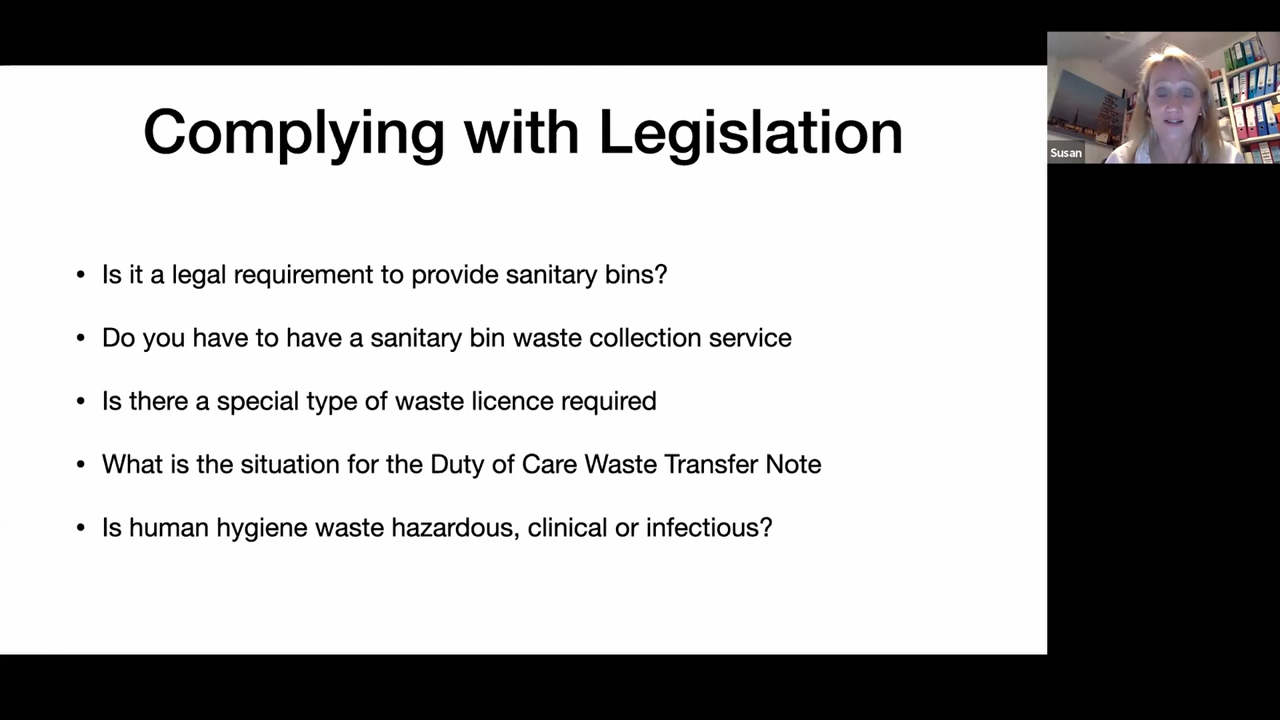 Complying with Legislation
Susan
• Is it a legal requirement to provide sanitary bins?
• Do you have to have a sanitary bin waste collection service
• Is there a special type of waste licence required
• What is the situation for the Duty of Care Waste Transfer Note
• Is human hygiene waste hazardous, clinical or infectious?